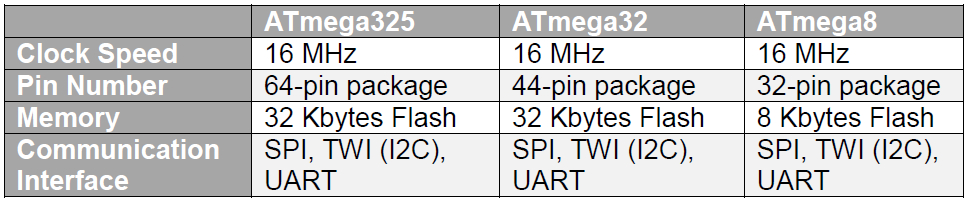 ATmega325 ATmega32 ATmega8
Clock Speed 16 MHz 16 MHz 16 MHz
Pin Number 64-pin package 44-pin package 32-pin package
Memory 32 Kbytes Flash 32 Kbytes Flash 8 Kbytes Flash
Communication SPI, TWI (I2C), SPI, TWI (I2C), SPI, TWI (I2C),
Interface UART UART UART